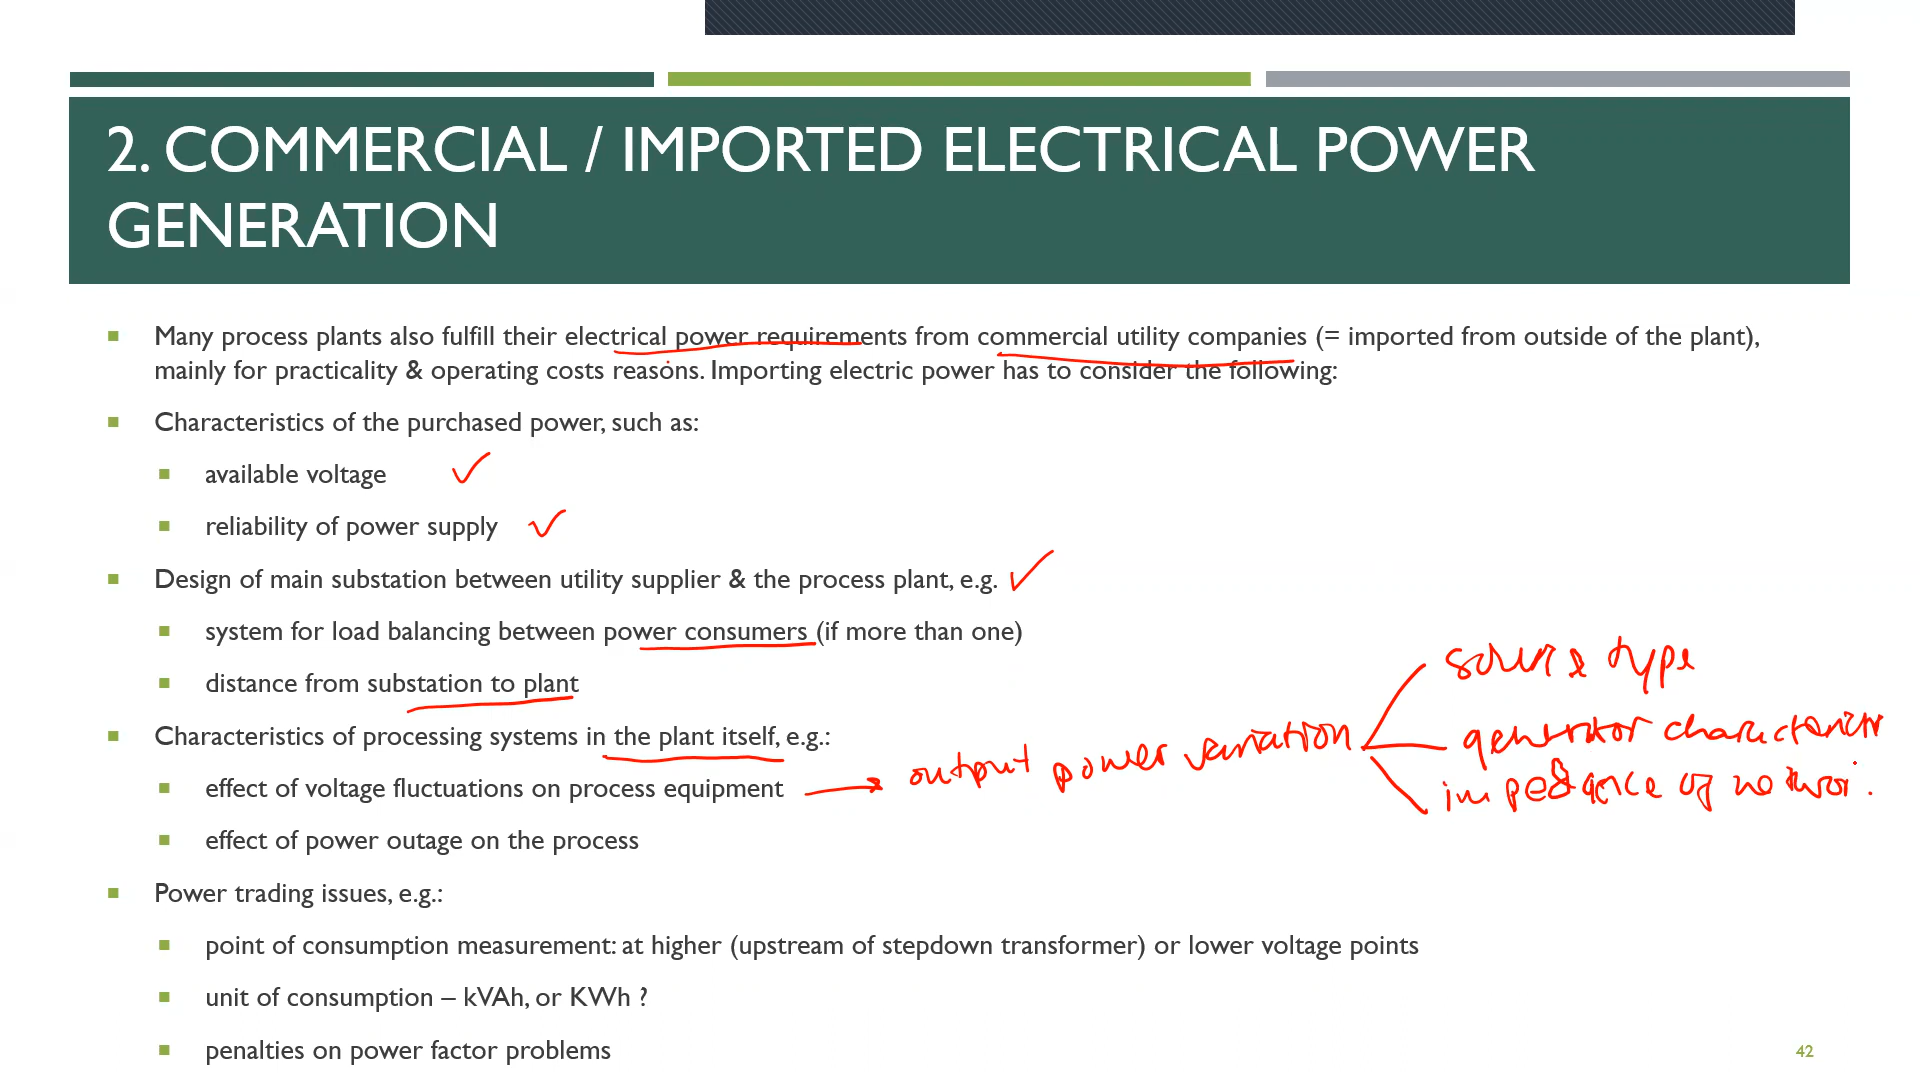 2. COMMERCIAL / IMPORTED ELECTRICAL POWER
GENERATION
Many process plants also fulfill their electrical power requirements from commercial utility companies (= imported from outside of the plant),
mainly for practicality & operating costs reasons. Importing electric power has to consider the following:
Characteristics of the purchased power, such as:
available voltage
reliability of power supply
Design of main substation between utility supplier & the process plant, e.g.
system for load balancing between power consumers (if more than one)
distance from substation to plant
source type
Characteristics of processing systems in the plant itself, e.g.:
generator
output power variation
effect of voltage fluctuations on process equipment
impedance of
effect of power outage on the process
Power trading issues, e.g.:
point of consumption measurement: at higher (upstream of stepdown transformer) or lower voltage points
unit of consumption – kVAh, or KWh ?
penalties on power factor problems
42